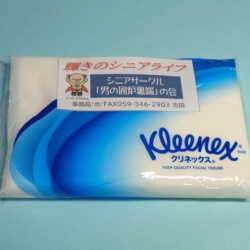 輝きのシニアライフ
シニアサークル
「男の囲炉裏端」の会
事務局:☎/FAX059-346-2903 志田
Kleenex
クリネックス®
HIGH QUALITY FACIAL TISSUES